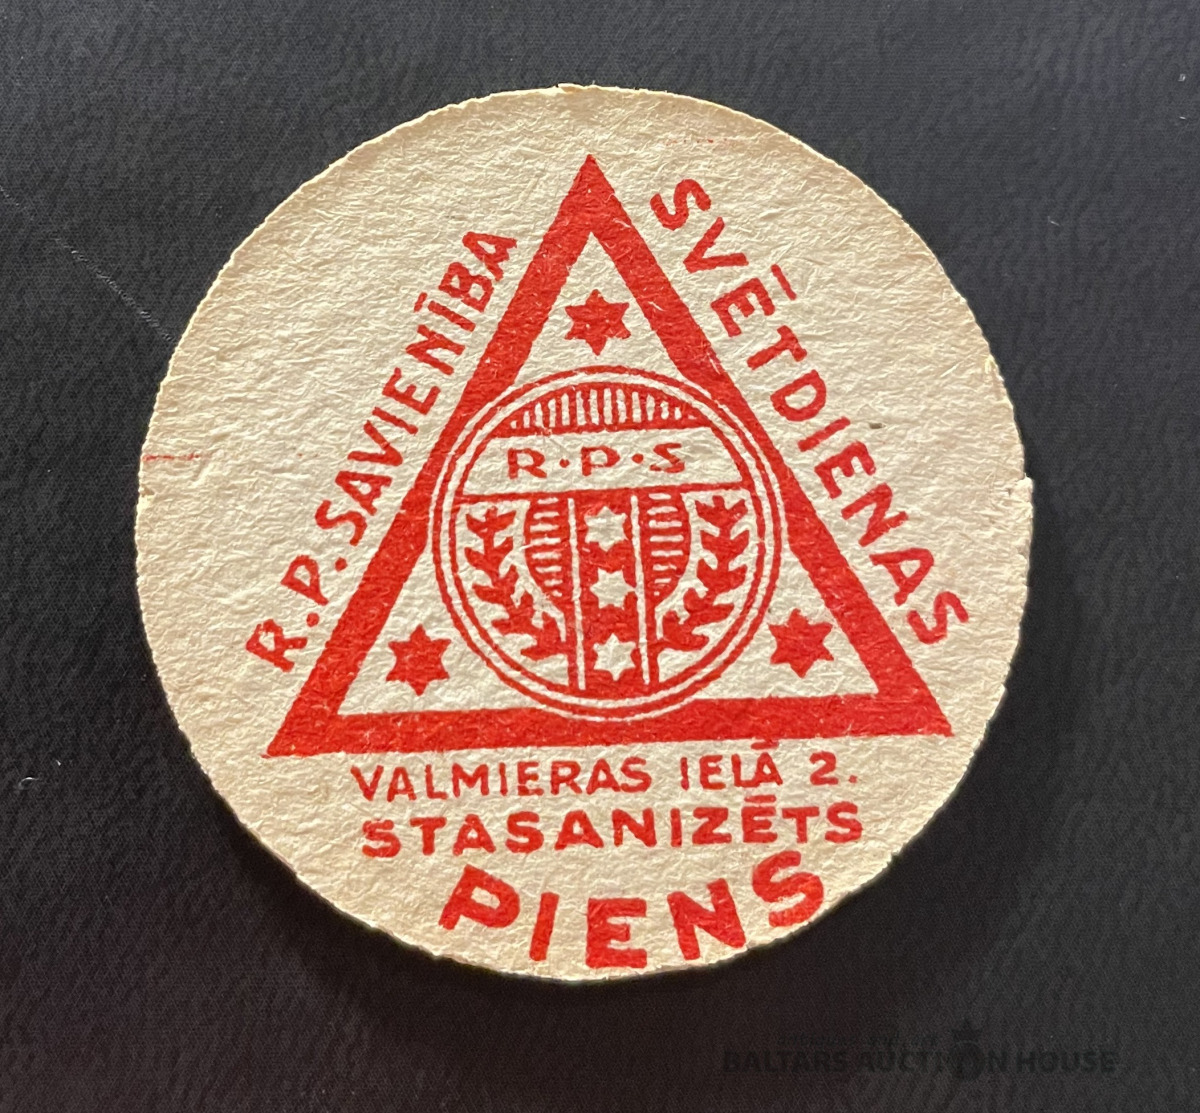 R.P.SAVIENĪBA
SVĒTDIENAS
R·P·S
VALMIERAS IELĀ 2.
STASANIZĒTS
PIENS
BALTARS AUCTION HOUSE